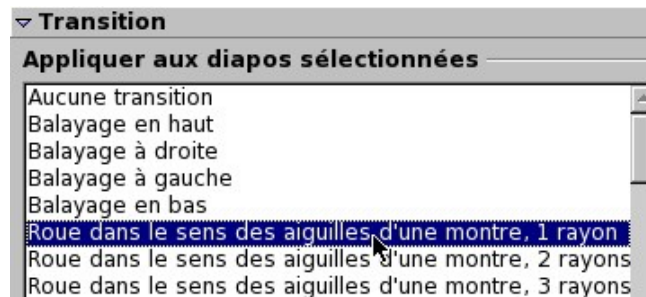 Transition
Appliquer aux diapos sélectionnées
Aucune transition
Balayage en haut
Balayage à droite
Balayage à gauche
Balayage en bas
Roue dans le sens des aiguilles d'une montre, 1 rayon
Roue dans le sens des aiguilles d'une montre, 2 rayons
Roue dans le sens des aiguilles d'une montre, 3 rayons